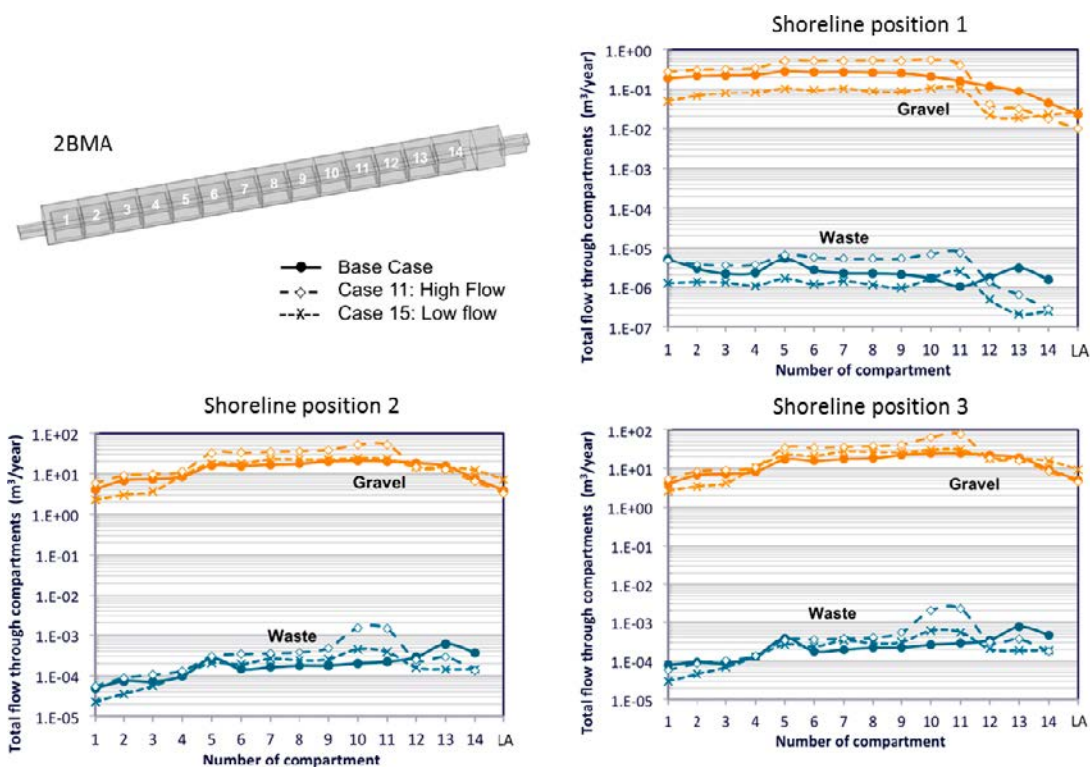 2BMA
1 2 3 4 5 6 7 8 9 10 11 12 13 14
Base Case
Case 11: High Flow
Case 15: Low flow
Shoreline position 1
Total flow through compartments (m³/year)
1.E+00
1.E-01
1.E-02
1.E-03
1.E-04
1.E-05
1.E-06
1.E-07
Gravel
Waste
1 2 3 4 5 6 7 8 9 10 11 12 13 14 LA
Number of compartment
Shoreline position 2
Total flow through compartments (m³/year)
1.E+02
1.E+01
1.E+00
1.E-01
1.E-02
1.E-03
1.E-04
1.E-05
Gravel
Waste
1 2 3 4 5 6 7 8 9 10 11 12 13 14 LA
Number of compartment
Shoreline position 3
Total flow through compartments (m³/year)
1.E+02
1.E+01
1.E+00
1.E-01
1.E-02
1.E-03
1.E-04
1.E-05
Gravel
Waste
1 2 3 4 5 6 7 8 9 10 11 12 13 14 LA
Number of compartment